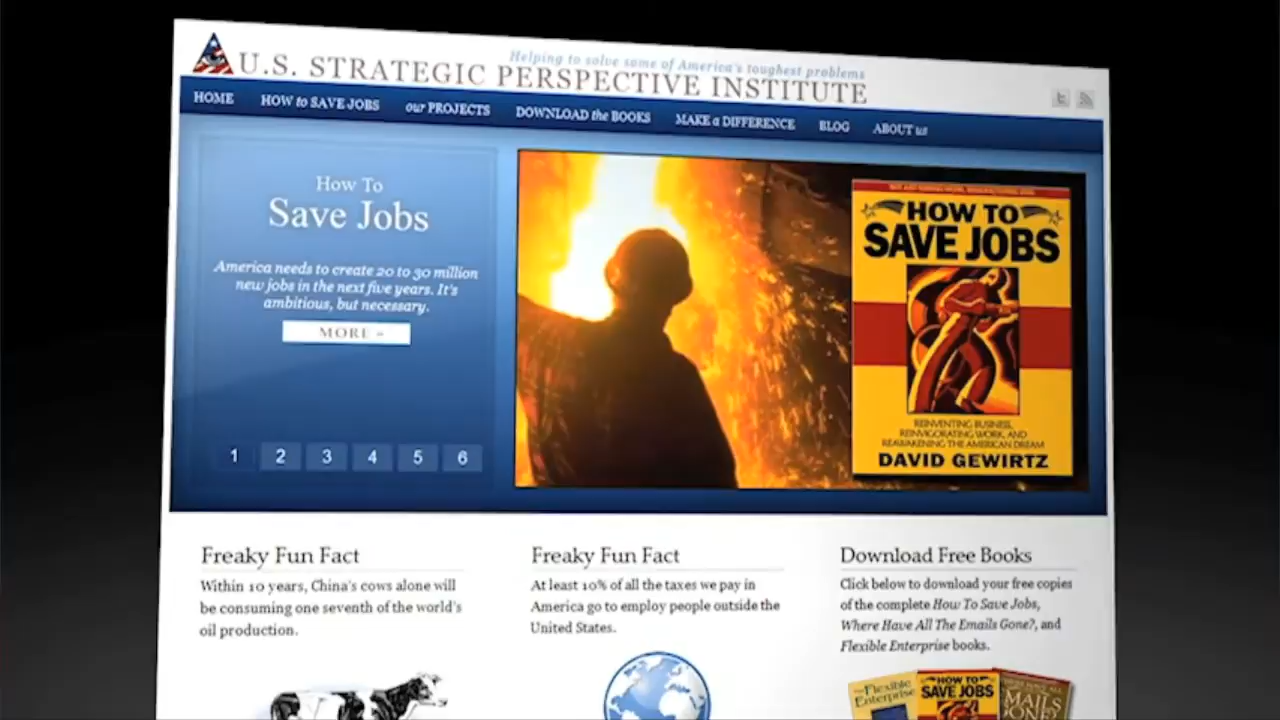 Helping to solve some of America's toughest problems
U.S. STRATEGIC PERSPECTIVE INSTITUTE
HOME HOW to SAVE JOBS our PROJECTS DOWNLOAD the BOOKS MAKE a DIFFERENCE BLOG ABOUT us
How To
Save Jobs
America needs to create 20 to 30 million
new jobs in the next five years. It's
ambitious, but necessary.
MORE »
1 2 3 4 5 6
HOW TO
SAVE JOBS
REINVENTING BUSINESS,
REINVIGORATING WORK, AND
REAWAKENING THE AMERICAN DREAM
DAVID GEWIRTZ
Freaky Fun Fact
Within 10 years, China's cows alone will
be consuming one seventh of the world's
oil production.
Freaky Fun Fact
At least 10% of all the taxes we pay in
America go to employ people outside the
United States.
Download Free Books
Click below to download your free copies
of the complete How To Save Jobs,
Where Have All The Emails Gone?, and
Flexible Enterprise books.
Flexible
Enterprise
HOW TO
SAVE JOBS